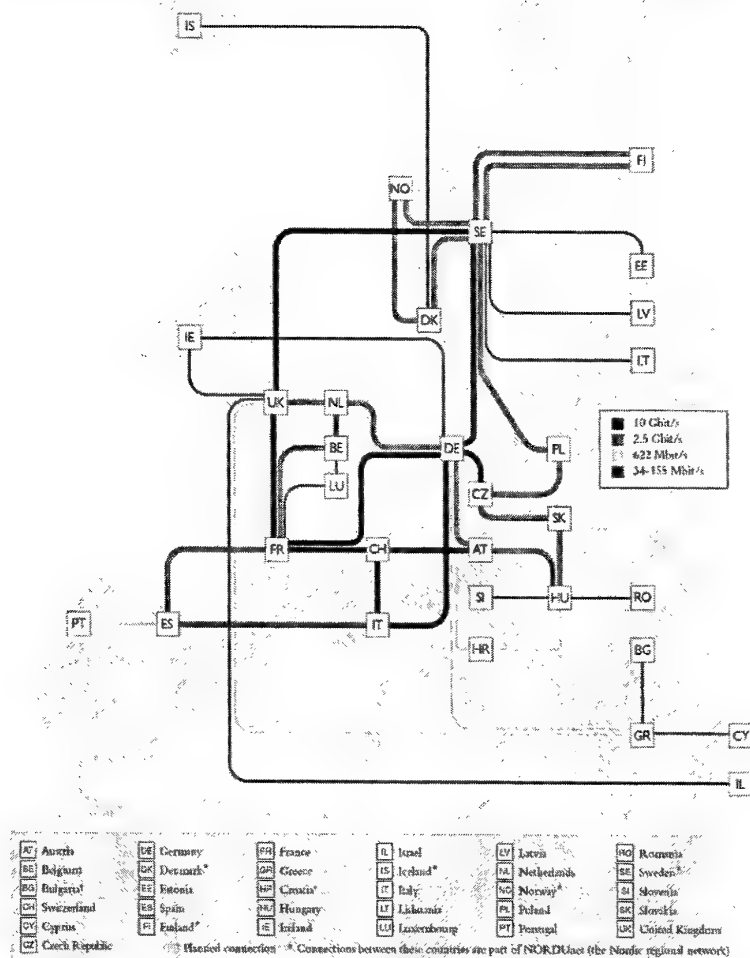 IS
FI
NO
SE
EE
DK
LV
IE
LT
UK
NL
10 Gbit/s
2.5 Gbit/s
622 Mbit/s
34-155 Mbit/s
BE
DE
PL
LU
CZ
SK
FR
CH
AT
SI
HU
RO
PT
ES
IT
HR
BG
GR
CY
IL
AT Austria
BE Belgium
BG Bulgaria†
CH Switzerland
CY Cyprus
CZ Czech Republic
DE Germany
DK Denmark*
EE Estonia
ES Spain
FI Finland*
FR France
GR Greece
HR Croatia†
HU Hungary
IE Ireland
IL Israel
IS Iceland*
IT Italy
LT Lithuania
LU Luxembourg
LV Latvia
NL Netherlands
NO Norway*
PL Poland
PT Portugal
RO Romania
SE Sweden*
SI Slovenia
SK Slovakia
UK United Kingdom
† Planned connection * Connections between these countries are part of NORDUnet (the Nordic regional network)